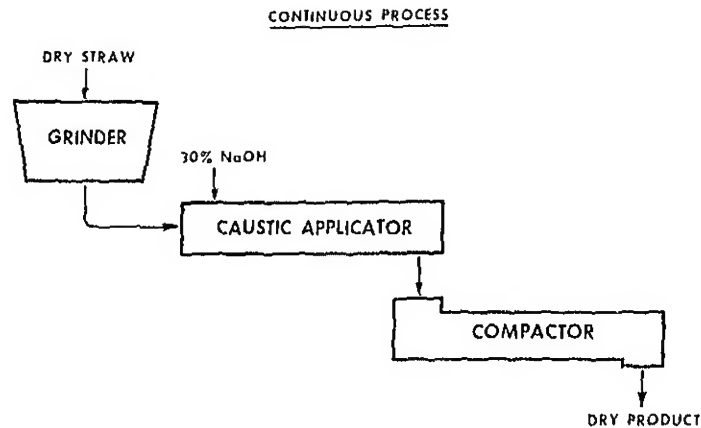 CONTINUOUS PROCESS
DRY STRAW
GRINDER
30% NaOH
CAUSTIC APPLICATOR
COMPACTOR
DRY PRODUCT